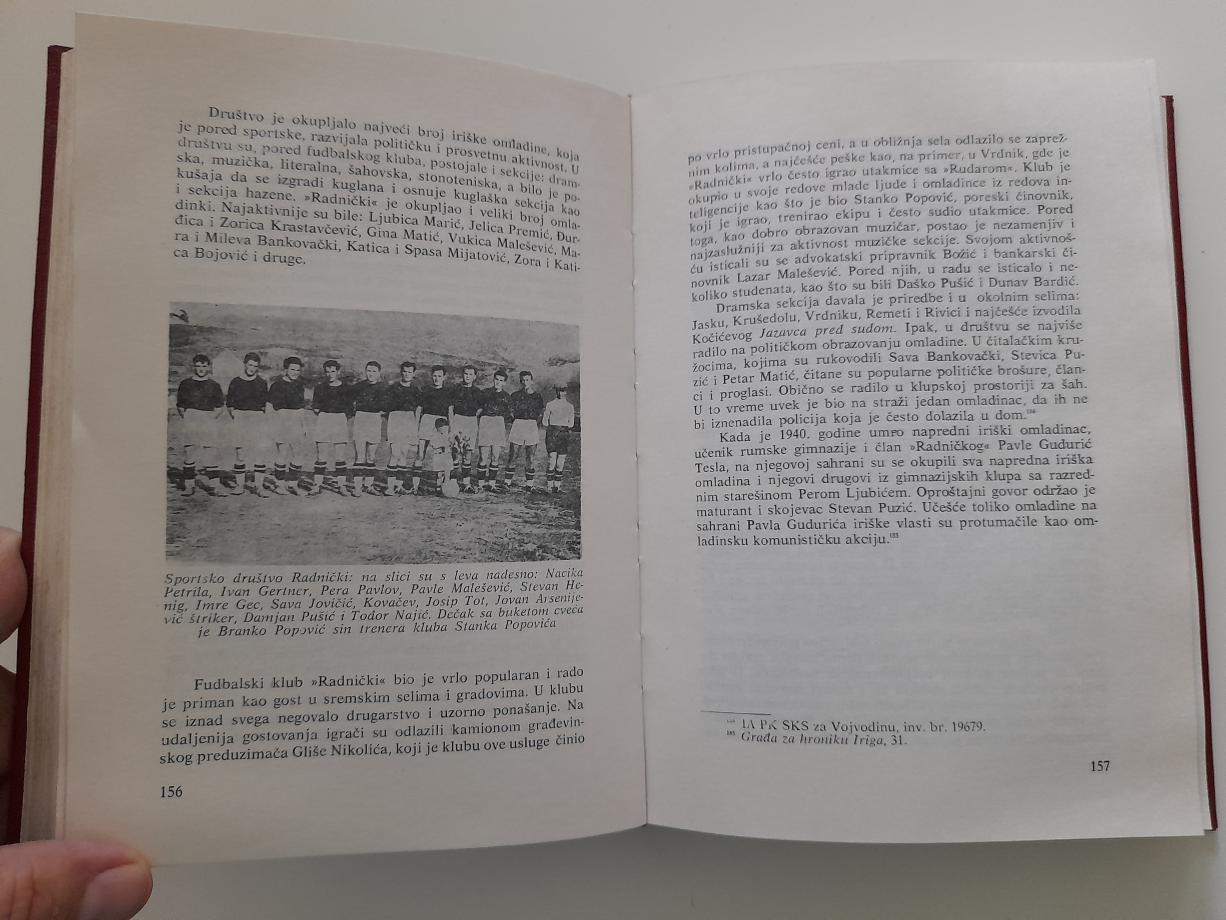 Društvo je okupljalo najveći broj iriške omladine, koja
je pored sportske, razvijala političku i prosvetnu aktivnost. U
društvu su, pored fudbalskog kluba, postojale i sekcije: dram-
ska, muzička, literalna, šahovska, stonoteniska, a bilo je po-
kušaja da se izgradi kuglana i osnuje kuglaška sekcija kao
i sekcija hazene. »Radnički« je okupljao i veliki broj omla-
dinki. Najaktivnije su bile: Ljubica Marić, Jelica Premić, Đur-
đica i Zorica Krastavčević, Gina Matić, Vukica Malešević, Ma-
ra i Mileva Bankovački, Katica i Spasa Mijatović, Zora i Kati-
ca Bojović i druge.
Sportsko društvo Radnički: na slici su s leva nadesno: Nacika
Petrila, Ivan Gertner, Pera Pavlov, Pavle Malešević, Stevan He-
nig, Imre Gec, Sava Jovičić, Kovačev, Josip Tot, Jovan Arsenije-
vić štriker, Damjan Pušić i Todor Najić. Dečak sa buketom cveća
je Branko Popović sin trenera kluba Stanka Popovića
Fudbalski klub »Radnički« bio je vrlo popularan i rado
je priman kao gost u sremskim selima i gradovima. U klubu
se iznad svega negovalo drugarstvo i uzorno ponašanje. Na
udaljenija gostovanja igrači su odlazili kamionom građevin-
skog preduzimača Gliše Nikolića, koji je klubu ove usluge činio
156
po vrlo pristupačnoj ceni, a u obližnja sela odlazilo se zaprež-
nim kolima, a najčešće peške kao, na primer, u Vrdnik, gde je
»Radnički« vrlo često igrao utakmice sa »Rudarom«. Klub je
okupio u svoje redove mlade ljude i omladince iz redova in-
teligencije kao što je bio Stanko Popović, poreski činovnik,
koji je igrao, trenirao ekipu i često sudio utakmice. Pored
toga, kao dobro obrazovan muzičar, postao je nezamenjiv i
najzaslužniji za aktivnost muzičke sekcije. Svojom aktivnoš-
ću isticali su se advokatski pripravnik Božić i bankarski či-
novnik Lazar Malešević. Pored njih, u radu se isticalo i ne-
koliko studenata, kao što su bili Daško Pušić i Dunav Bardić.
Dramska sekcija davala je priredbe i u okolnim selima:
Jasku, Krušedolu, Vrdniku, Remeti i Rivici i najčešće izvodila
Kočićevog Jazavca pred sudom. Ipak, u društvu se najviše
radilo na političkom obrazovanju omladine. U čitalačkim kru-
žocima, kojima su rukovodili Sava Bankovački, Stevica Pu-
zić i Petar Matić, čitane su popularne političke brošure, član-
ci i proglasi. Obično se radilo u klupskoj prostoriji za šah.
U to vreme uvek je bio na straži jedan omladinac, da ih ne
bi iznenadila policija koja je često dolazila u dom.
Kada je 1940. godine umro napredni iriški omladinac,
učenik rumske gimnazije i član »Radničkog« Pavle Gudurić
Tesla, na njegovoj sahrani su se okupili sva napredna iriška
omladina i njegovi drugovi iz gimnazijskih klupa sa razred-
nim starešinom Perom Ljubićem. Oproštajni govor održao je
maturant i skojevac Stevan Puzić. Učešće toliko omladine na
sahrani Pavla Gudurića iriške vlasti su protumačile kao om-
ladinsku komunističku akciju.
IA PK SKS za Vojvodinu, inv. br. 19679.
Građa za hroniku Iriga, 31.
157